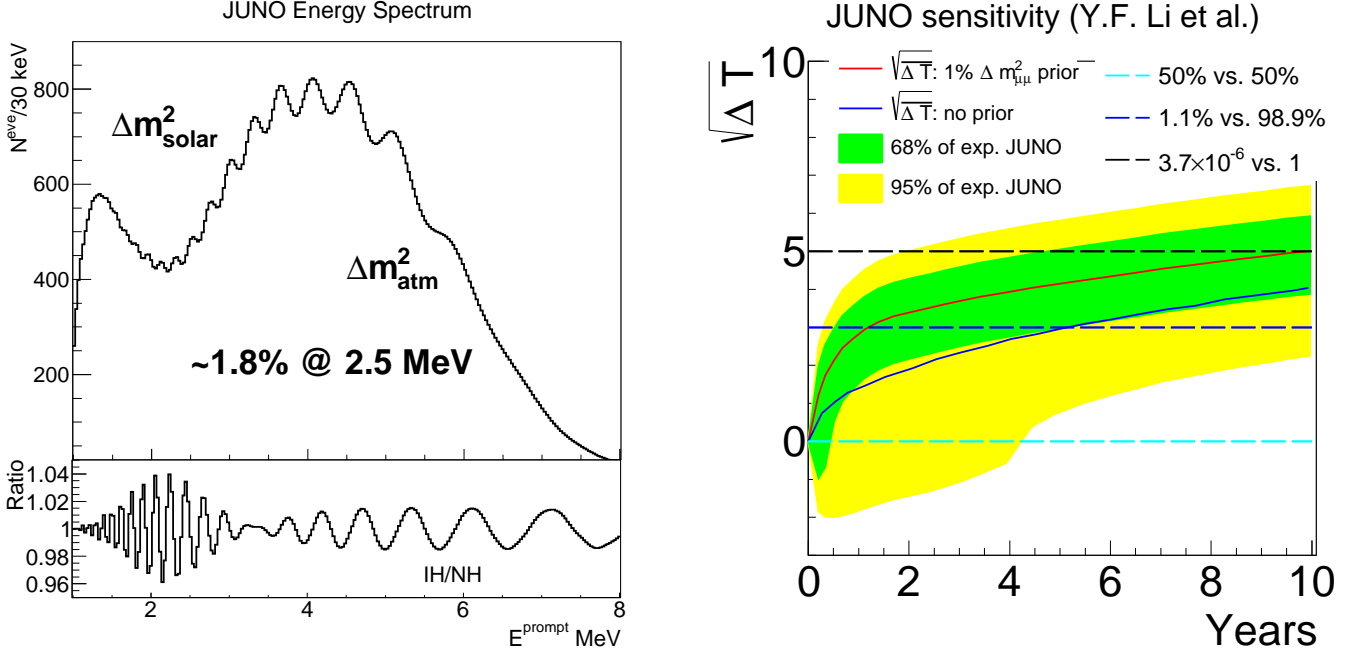 JUNO Energy Spectrum
N^eve/30 keV
800
600
400
200
Δm²solar
Δm²atm
~1.8% @ 2.5 MeV
Ratio
1.04
1.02
1
0.98
0.96
IH/NH
2
4
6
8
E^prompt MeV
JUNO sensitivity (Y.F. Li et al.)
√ΔT
10
5
0
√ΔT: 1% Δ m²μμ prior
√ΔT: no prior
68% of exp. JUNO
95% of exp. JUNO
50% vs. 50%
1.1% vs. 98.9%
3.7×10⁻⁶ vs. 1
0
2
4
6
8
10
Years